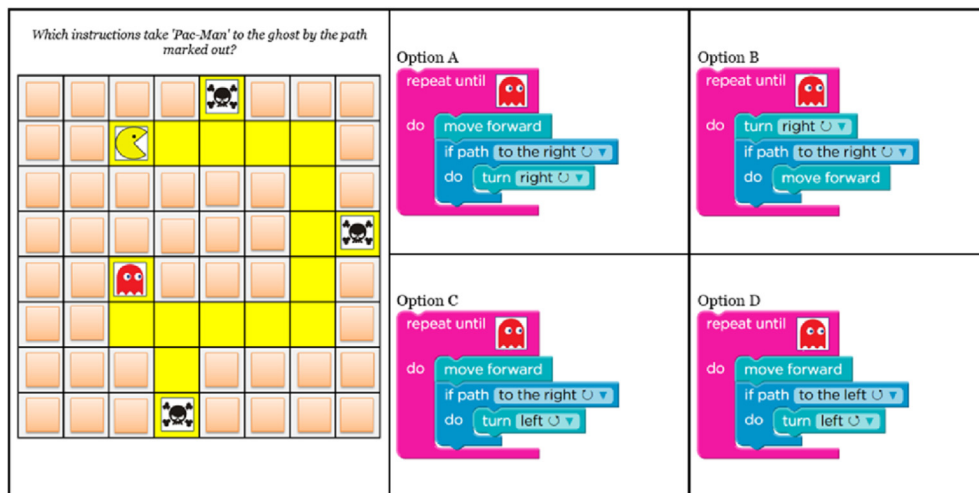 Which instructions take 'Pac-Man' to the ghost by the path
marked out?
Option A
repeat until
do move forward
if path to the right ↻ ▼
do turn right ↻ ▼
Option B
repeat until
do turn right ↻ ▼
if path to the right ↻ ▼
do move forward
Option C
repeat until
do move forward
if path to the right ↻ ▼
do turn left ↺ ▼
Option D
repeat until
do move forward
if path to the left ↺ ▼
do turn left ↺ ▼